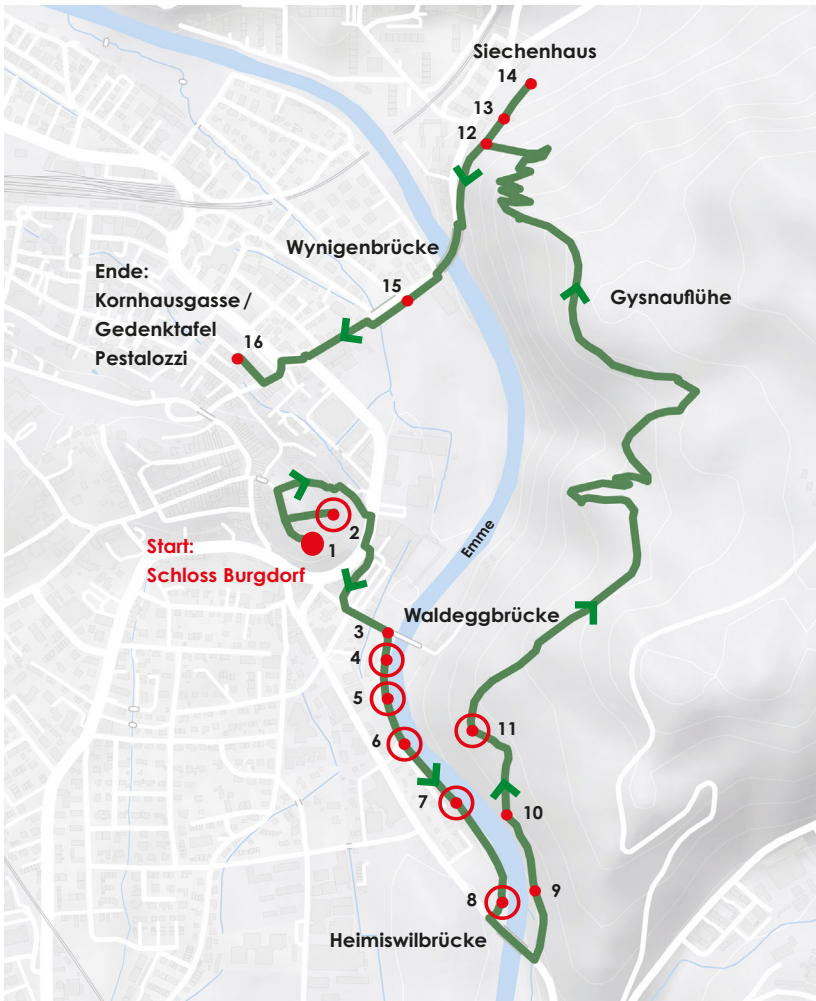 Siechenhaus
14
13
12
Wynigenbrücke
15
Gysnauflühe
Ende:
Kornhausgasse/
Gedenktafel
Pestalozzi
16
2
1
Start:
Schloss Burgdorf
Emme
Waldeggbrücke
3
4
5
6
7
11
10
9
8
Heimiswilbrücke